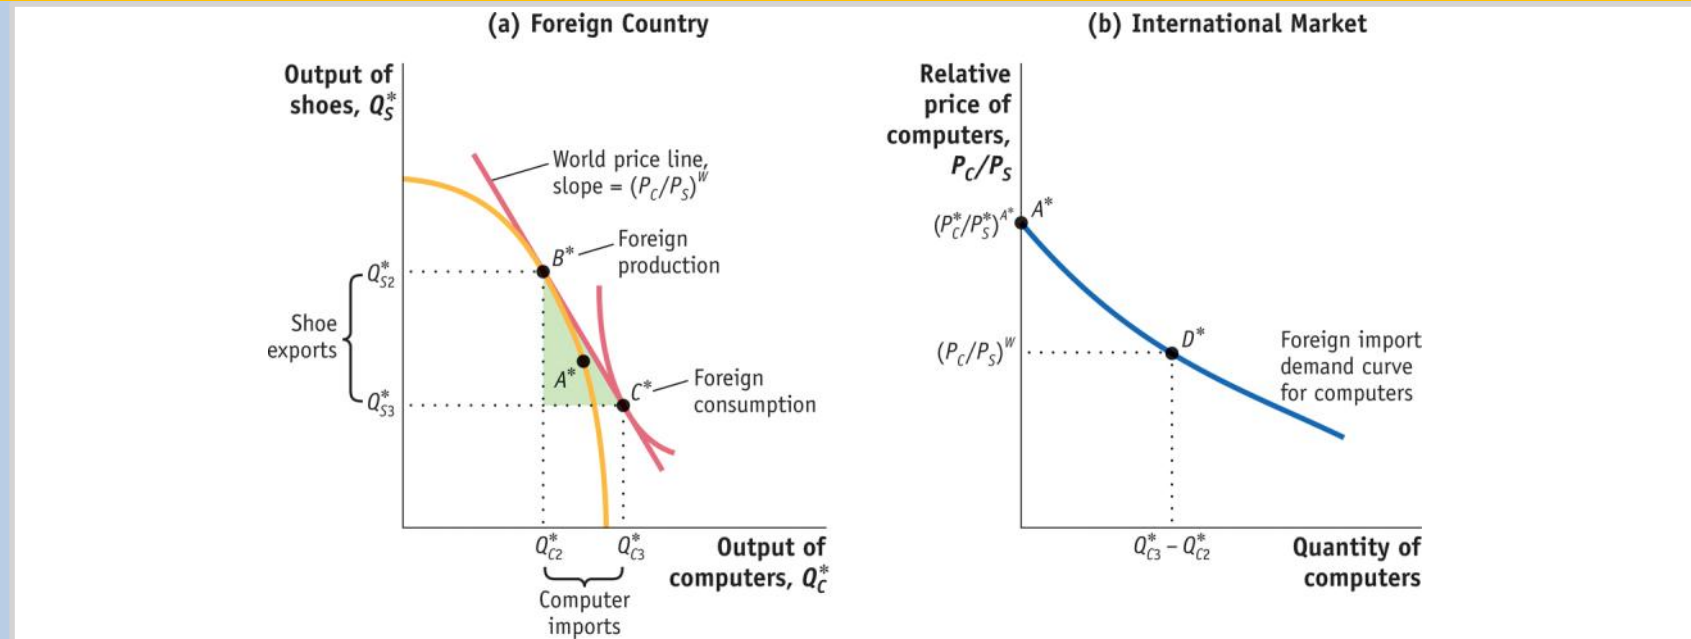 (a) Foreign Country
Output of
shoes, Q*S
World price line,
slope = (PC/PS)W
B*
Foreign
production
Q*S2
Shoe
exports
A*
C*
Foreign
consumption
Q*S3
Q*C2
Q*C3
Output of
computers, Q*C
Computer
imports
(b) International Market
Relative
price of
computers,
PC/PS
(P*C/P*S)A*
A*
(PC/PS)W
D*
Foreign import
demand curve
for computers
Q*C3 – Q*C2
Quantity of
computers